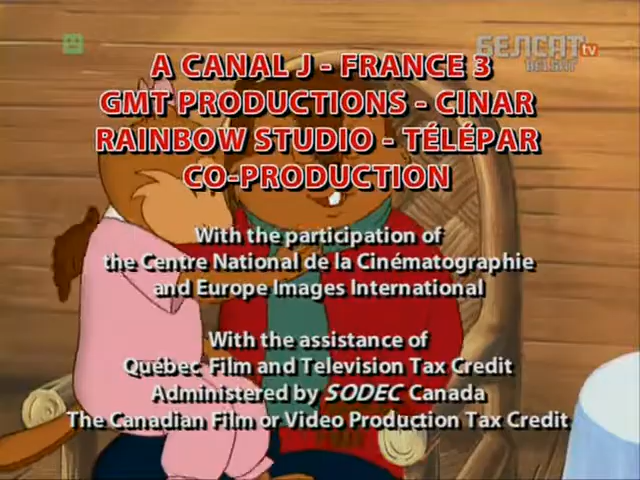 БЕЛСАТ tv
BELSAT
A CANAL J - FRANCE 3
GMT PRODUCTIONS - CINAR
RAINBOW STUDIO - TÉLÉPAR
CO-PRODUCTION
With the participation of
the Centre National de la Cinématographie
and Europe Images International
With the assistance of
Québec Film and Television Tax Credit
Administered by SODEC Canada
The Canadian Film or Video Production Tax Credit